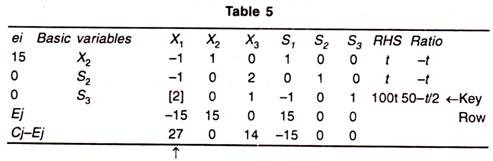 Table 5
ei Basic variables X1 X2 X3 S1 S2 S3 RHS Ratio
15 X2 -1 1 0 1 0 0 t -t
0 S2 -1 0 2 0 1 0 t -t
0 S3 [2] 0 1 -1 0 1 100t 50-t/2 ←Key
Ej -15 15 0 15 0 0 Row
Cj-Ej 27 0 14 -15 0 0
↑